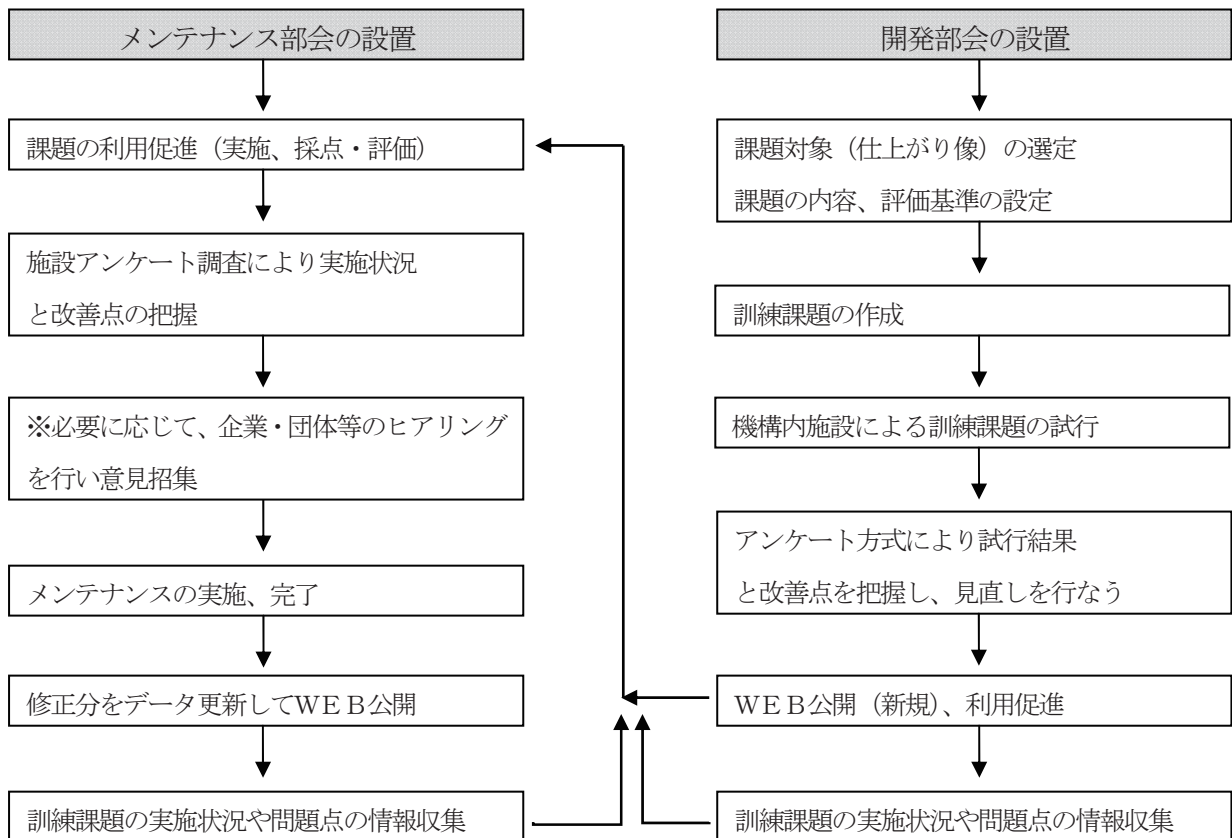 メンテナンス部会の設置
課題の利用促進（実施、採点・評価）
施設アンケート調査により実施状況
と改善点の把握
※必要に応じて、企業・団体等のヒアリング
を行い意見招集
メンテナンスの実施、完了
修正分をデータ更新してＷＥＢ公開
訓練課題の実施状況や問題点の情報収集
開発部会の設置
課題対象（仕上がり像）の選定
課題の内容、評価基準の設定
訓練課題の作成
機構内施設による訓練課題の試行
アンケート方式により試行結果
と改善点を把握し、見直しを行なう
ＷＥＢ公開（新規）、利用促進
訓練課題の実施状況や問題点の情報収集